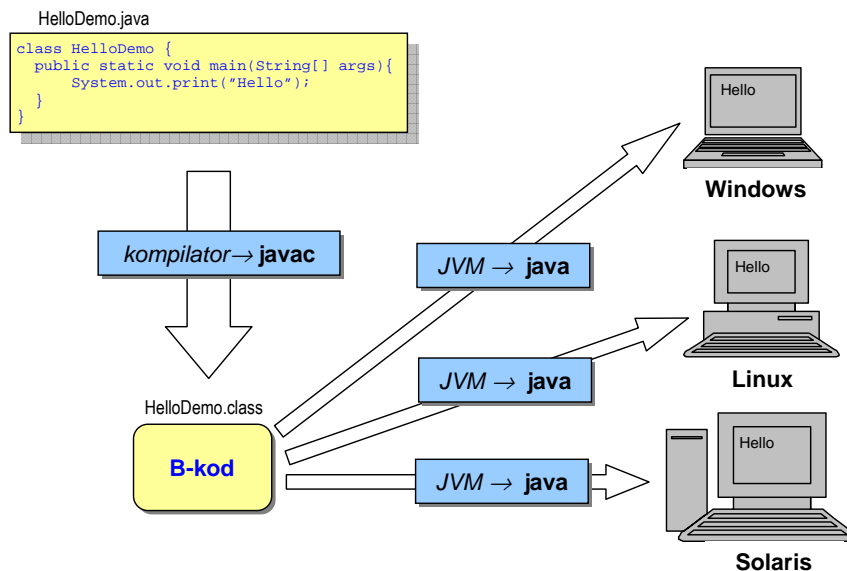 HelloDemo.java
class HelloDemo {
  public static void main(String[] args){
      System.out.print("Hello");
  }
}
Hello
Windows
kompilator→ javac
JVM → java
Hello
Linux
JVM → java
HelloDemo.class
B-kod
JVM → java
Hello
Solaris